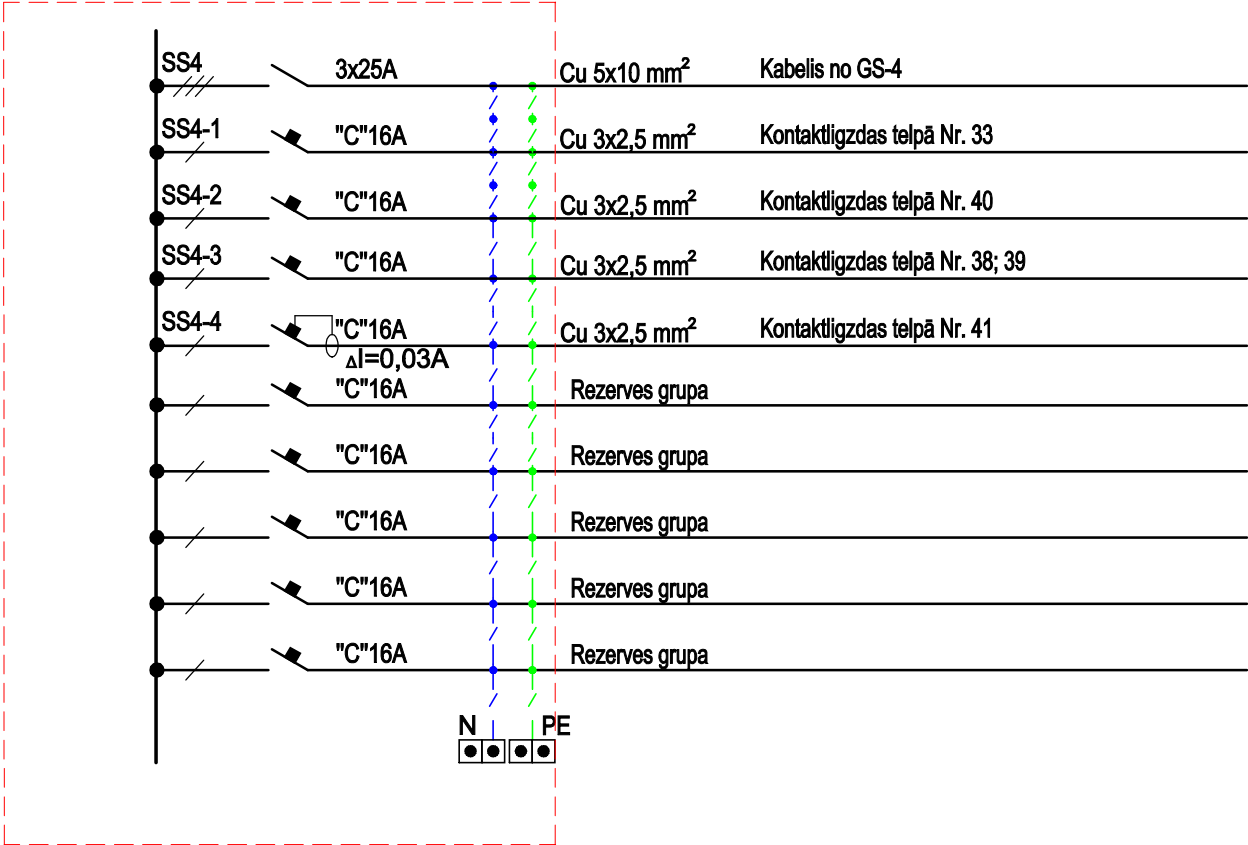 SS4 3x25A Cu 5x10 mm² Kabelis no GS-4
SS4-1 "C"16A Cu 3x2,5 mm² Kontaktligzdas telpā Nr. 33
SS4-2 "C"16A Cu 3x2,5 mm² Kontaktligzdas telpā Nr. 40
SS4-3 "C"16A Cu 3x2,5 mm² Kontaktligzdas telpā Nr. 38; 39
SS4-4 "C"16A Cu 3x2,5 mm² Kontaktligzdas telpā Nr. 41
ΔI=0,03A
"C"16A Rezerves grupa
"C"16A Rezerves grupa
"C"16A Rezerves grupa
"C"16A Rezerves grupa
"C"16A Rezerves grupa
N PE